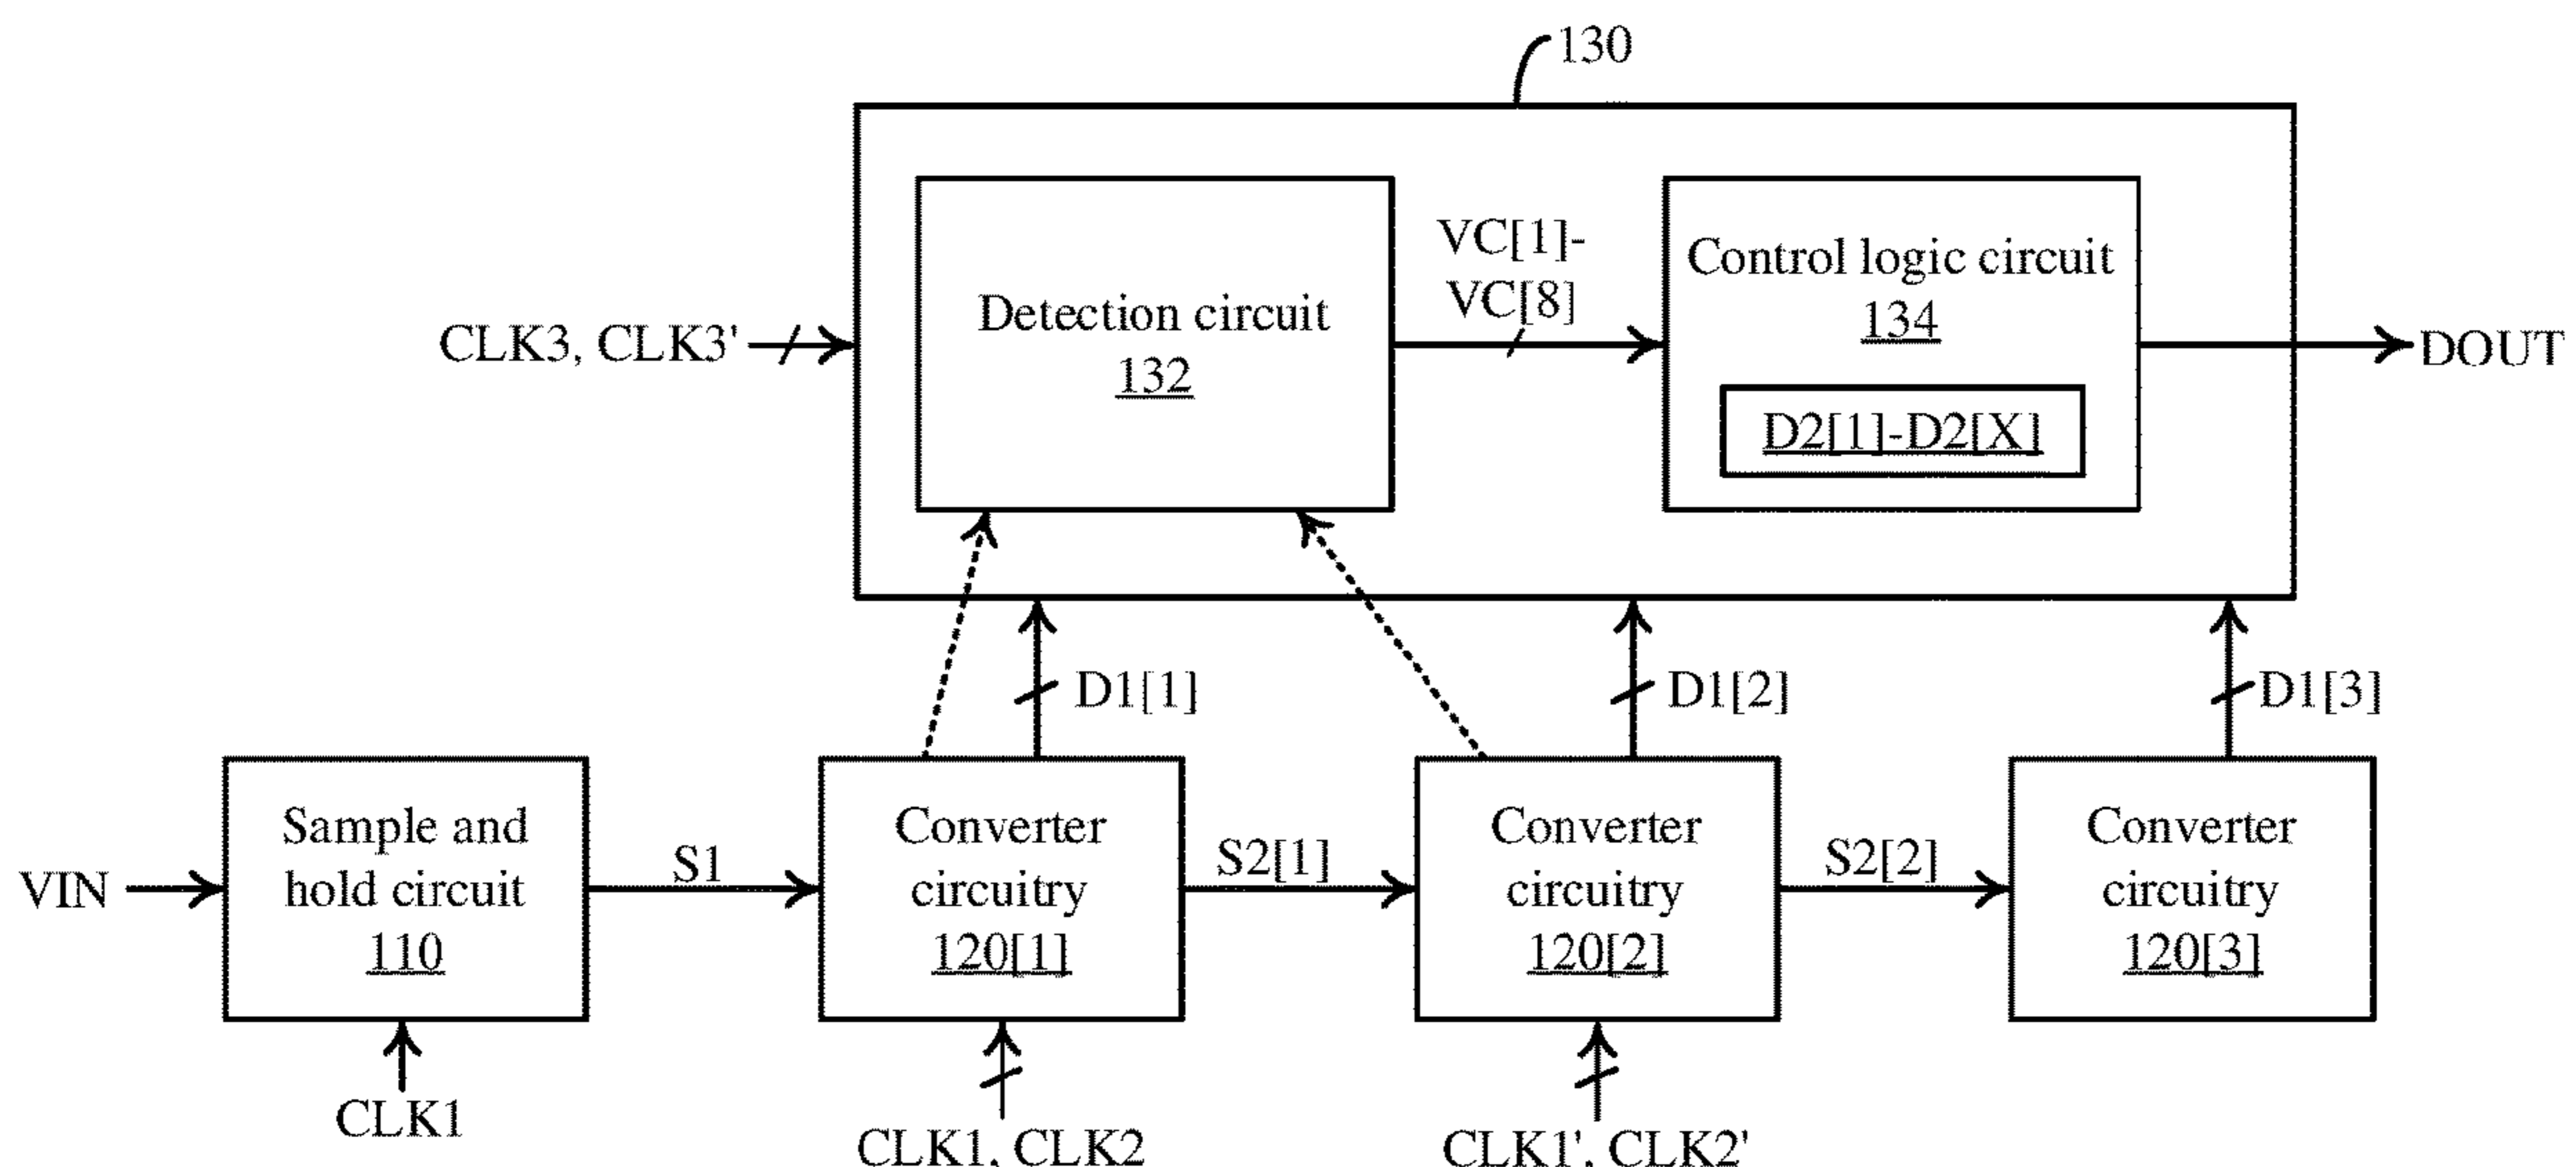 130
VC[1]-
VC[8]
Control logic circuit
134
Detection circuit
132
CLK3, CLK3'
DOUT
D2[1]-D2[X]
D1[1]
D1[2]
D1[3]
VIN
Sample and
hold circuit
110
S1
Converter
circuitry
120[1]
S2[1]
Converter
circuitry
120[2]
S2[2]
Converter
circuitry
120[3]
CLK1
CLK1, CLK2
CLK1', CLK2'